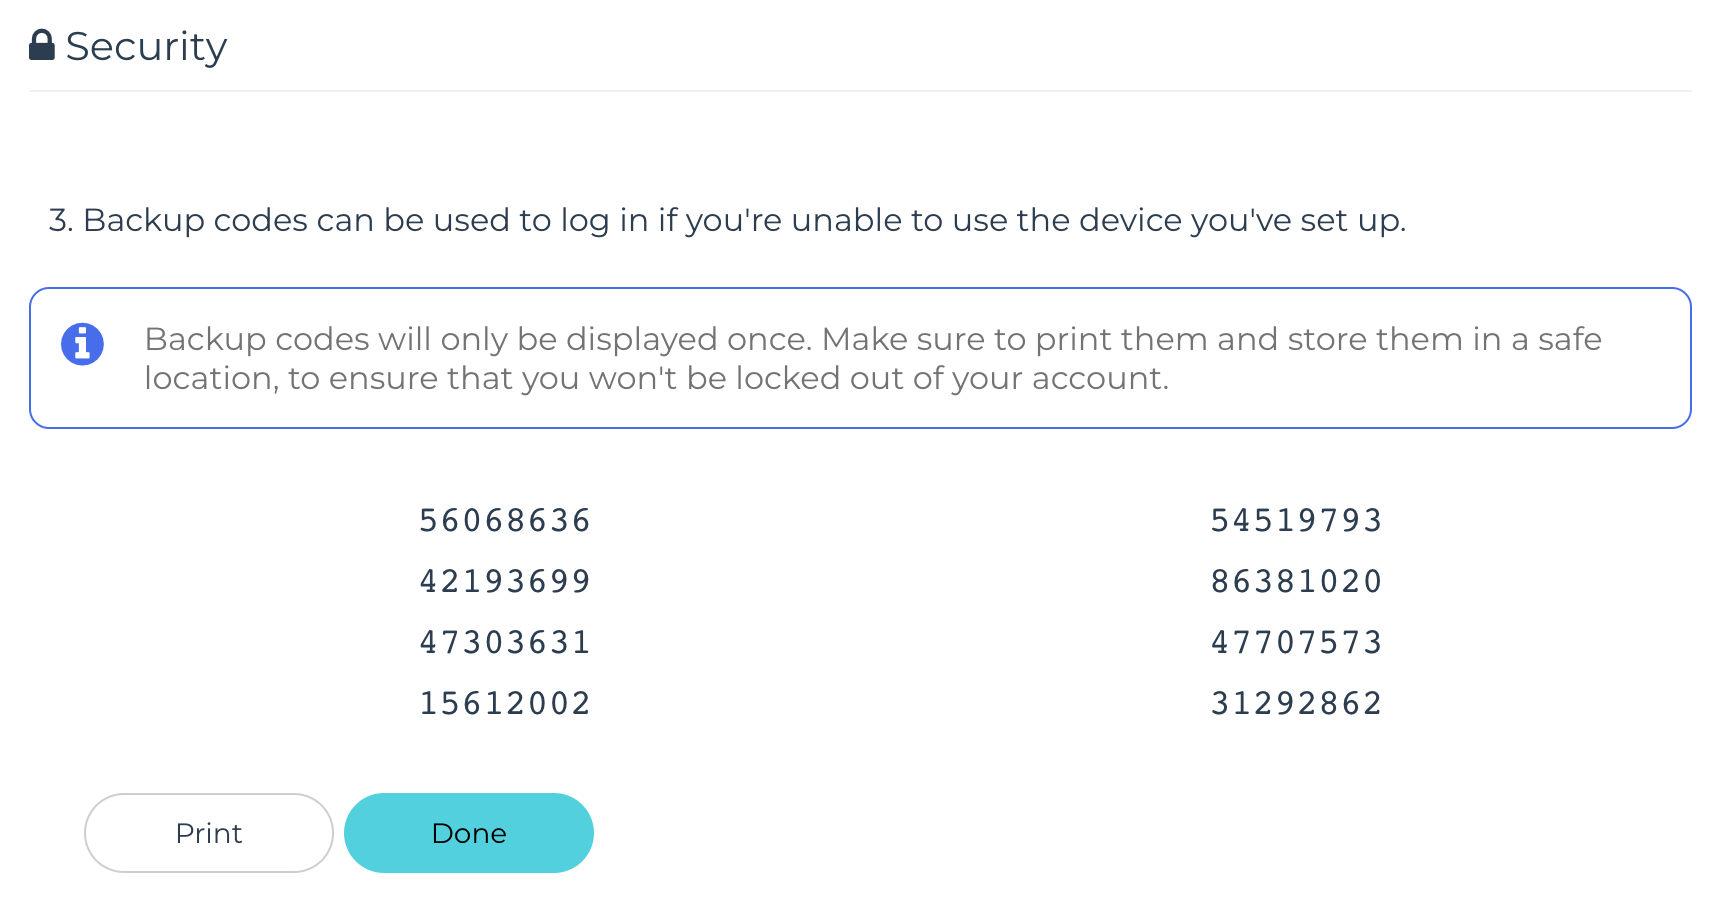 Security
3. Backup codes can be used to log in if you're unable to use the device you've set up.
Backup codes will only be displayed once. Make sure to print them and store them in a safe
location, to ensure that you won't be locked out of your account.
56068636 54519793
42193699 86381020
47303631 47707573
15612002 31292862
Print Done